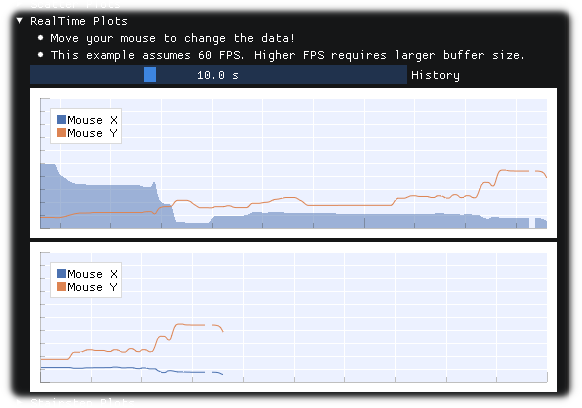 RealTime Plots
Move your mouse to change the data!
This example assumes 60 FPS. Higher FPS requires larger buffer size.
10.0 s History
Mouse X
Mouse Y
Mouse X
Mouse Y